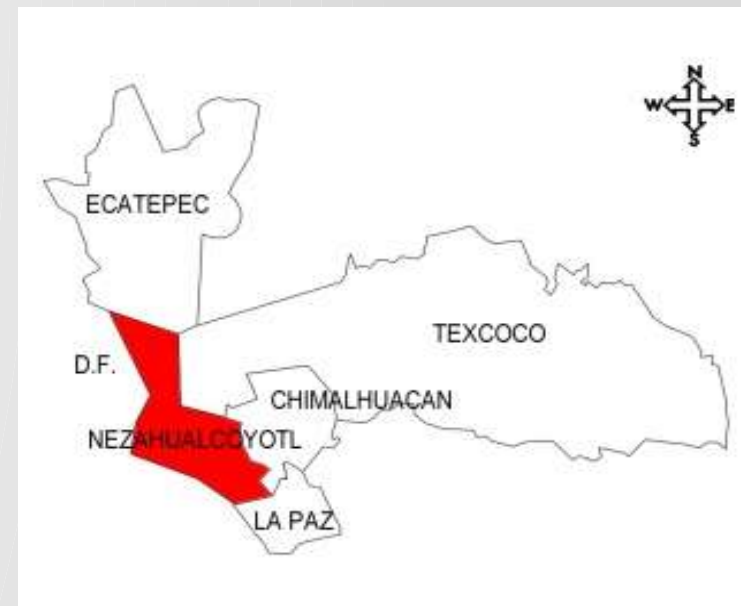 N
W E
S
ECATEPEC
TEXCOCO
D.F.
CHIMALHUACAN
NEZAHUALCOYOTL
LA PAZ